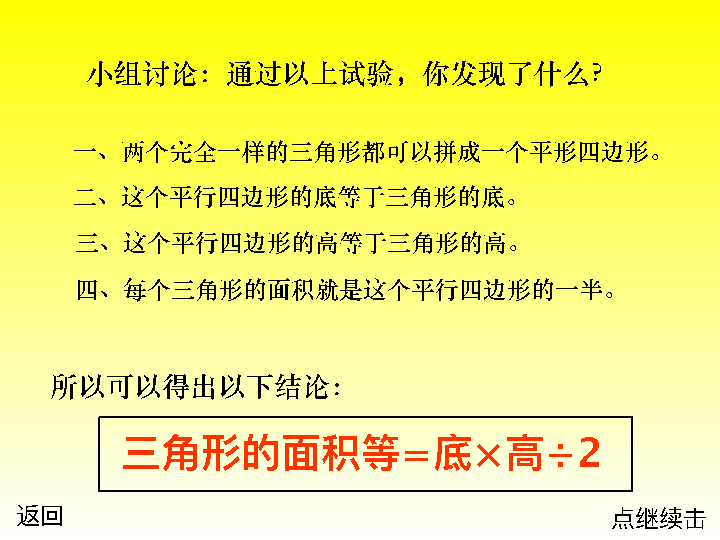 小组讨论：通过以上试验，你发现了什么?
一、两个完全一样的三角形都可以拼成一个平形四边形。
二、这个平行四边形的底等于三角形的底。
三、这个平行四边形的高等于三角形的高。
四、每个三角形的面积就是这个平行四边形的一半。
所以可以得出以下结论：
三角形的面积等=底×高÷2
返回
点继续击